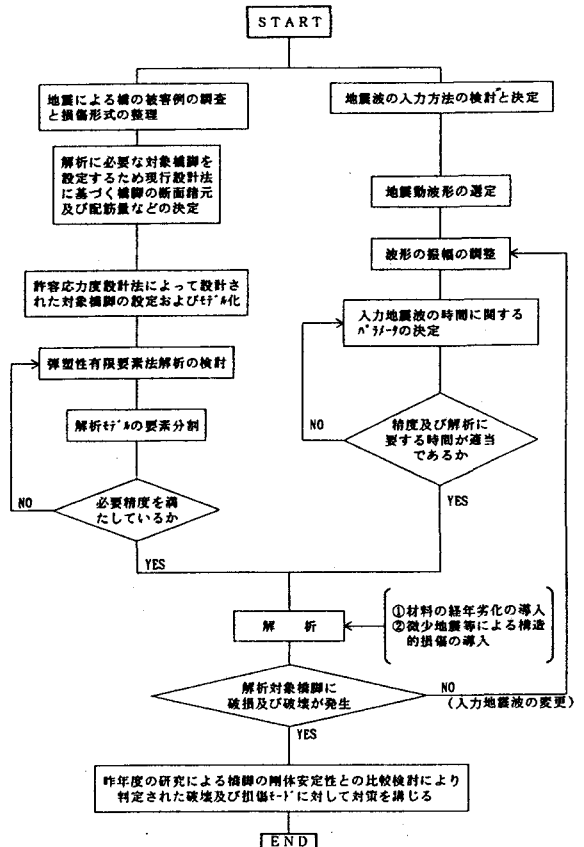 START
地震による橋の被害例の調査
と損傷形式の整理
解析に必要な対象橋脚を
設定するため現行設計法
に基づく橋脚の断面緒元
及び配筋量などの決定
許容応力度設計法によって設計さ
れた対象橋脚の設定およびモデル化
弾塑性有限要素法解析の検討
解析モデルの要素分割
必要精度を満
たしているか
NO
YES
地震波の入力方法の検討と決定
地震動波形の選定
波形の振幅の調整
入力地震波の時間に関する
パラメータの決定
精度及び解析に
要する時間が適当
であるか
NO
YES
解 析
①材料の経年劣化の導入
②微少地震等による構造
的損傷の導入
解析対象橋脚に
破損及び破壊が発生
NO
(入力地震波の変更)
YES
昨年度の研究による橋脚の剛体安定性との比較検討により
判定された破壊及び損傷モードに対して対策を講じる
END